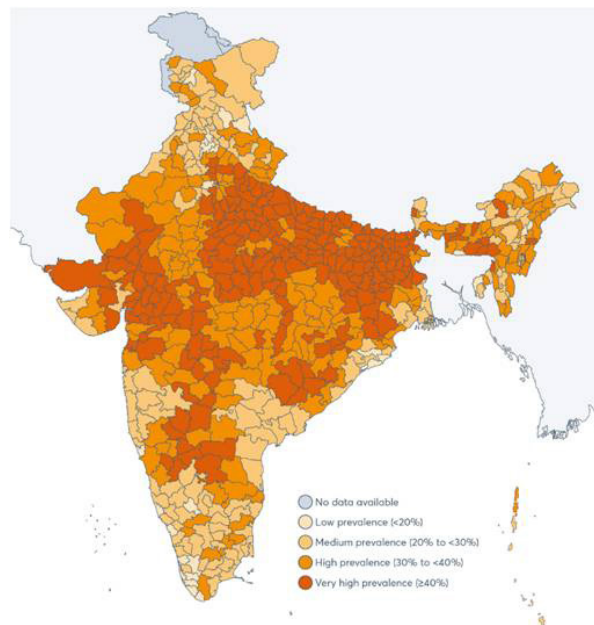 No data available
Low prevalence (<20%)
Medium prevalence (20% to <30%)
High prevalence (30% to <40%)
Very high prevalence (≥40%)